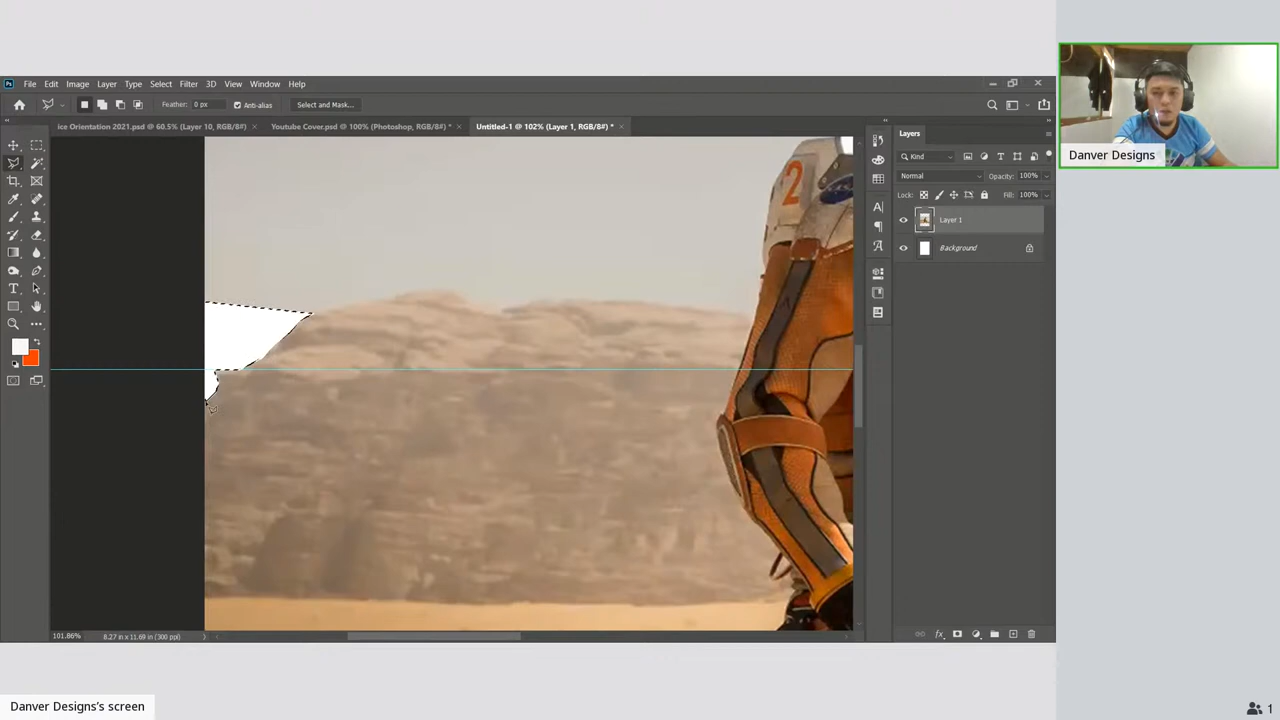 Ps File Edit Image Layer Type Select Filter 3D View Window Help
Feather: 0 px Anti-alias Select and Mask...
ice Orientation 2021.psd @ 60.5% (Layer 10, RGB/8#) × Youtube Cover.psd @ 100% (Photoshop, RGB/8#) * × Untitled-1 @ 102% (Layer 1, RGB/8#) * ×
Layers
Kind
Normal Opacity: 100%
Lock: Fill: 100%
Layer 1
Background
2
101.86% 8.27 in x 11.69 in (300 ppi)
Danver Designs
Danver Designs's screen
1